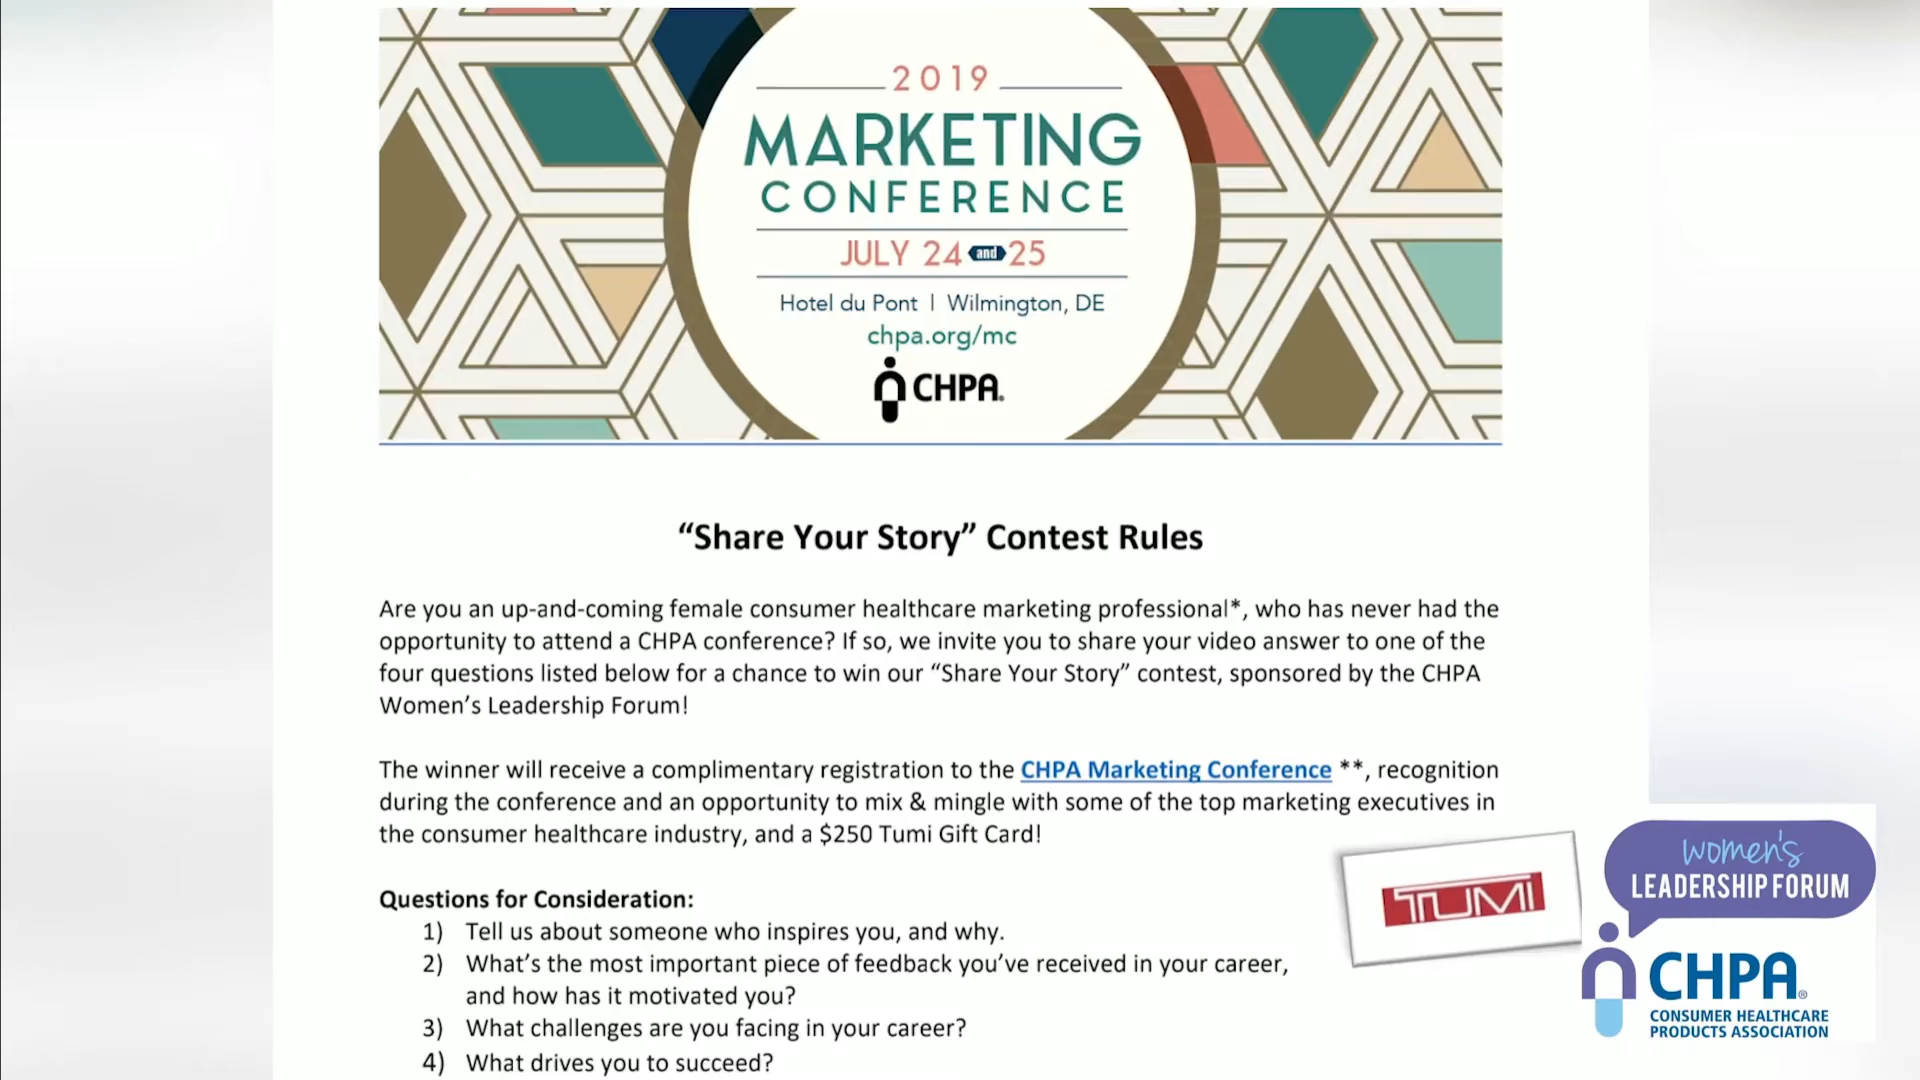 2019
MARKETING
CONFERENCE
JULY 24 and 25
Hotel du Pont | Wilmington, DE
chpa.org/mc
CHPA®
“Share Your Story” Contest Rules
Are you an up-and-coming female consumer healthcare marketing professional*, who has never had the
opportunity to attend a CHPA conference? If so, we invite you to share your video answer to one of the
four questions listed below for a chance to win our “Share Your Story” contest, sponsored by the CHPA
Women’s Leadership Forum!
The winner will receive a complimentary registration to the CHPA Marketing Conference **, recognition
during the conference and an opportunity to mix & mingle with some of the top marketing executives in
the consumer healthcare industry, and a $250 Tumi Gift Card!
Questions for Consideration:
1) Tell us about someone who inspires you, and why.
2) What’s the most important piece of feedback you’ve received in your career,
and how has it motivated you?
3) What challenges are you facing in your career?
4) What drives you to succeed?
TUMI
women's
LEADERSHIP FORUM
CHPA®
CONSUMER HEALTHCARE
PRODUCTS ASSOCIATION